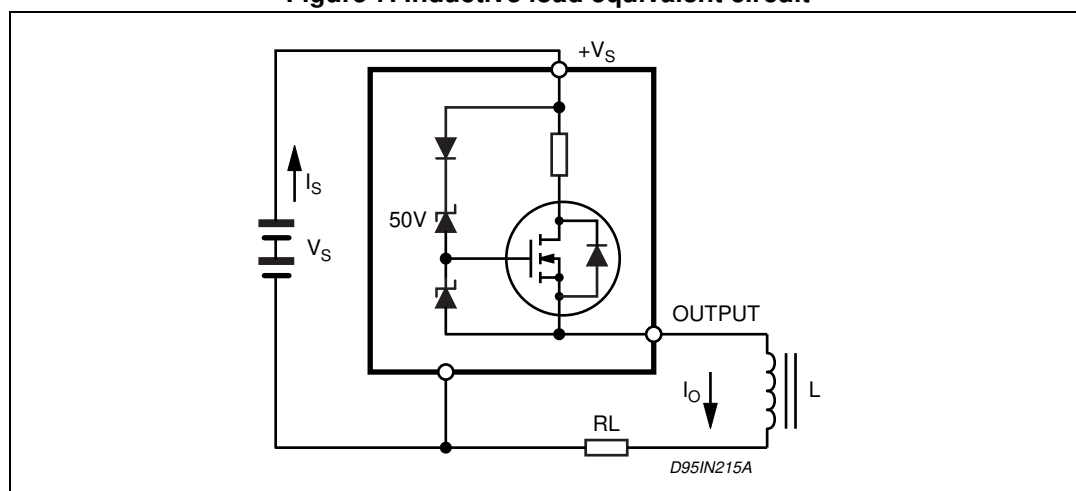 Figure 7. Inductive load equivalent circuit
+VS
IS
50V
VS
OUTPUT
IO
L
RL
D95IN215A